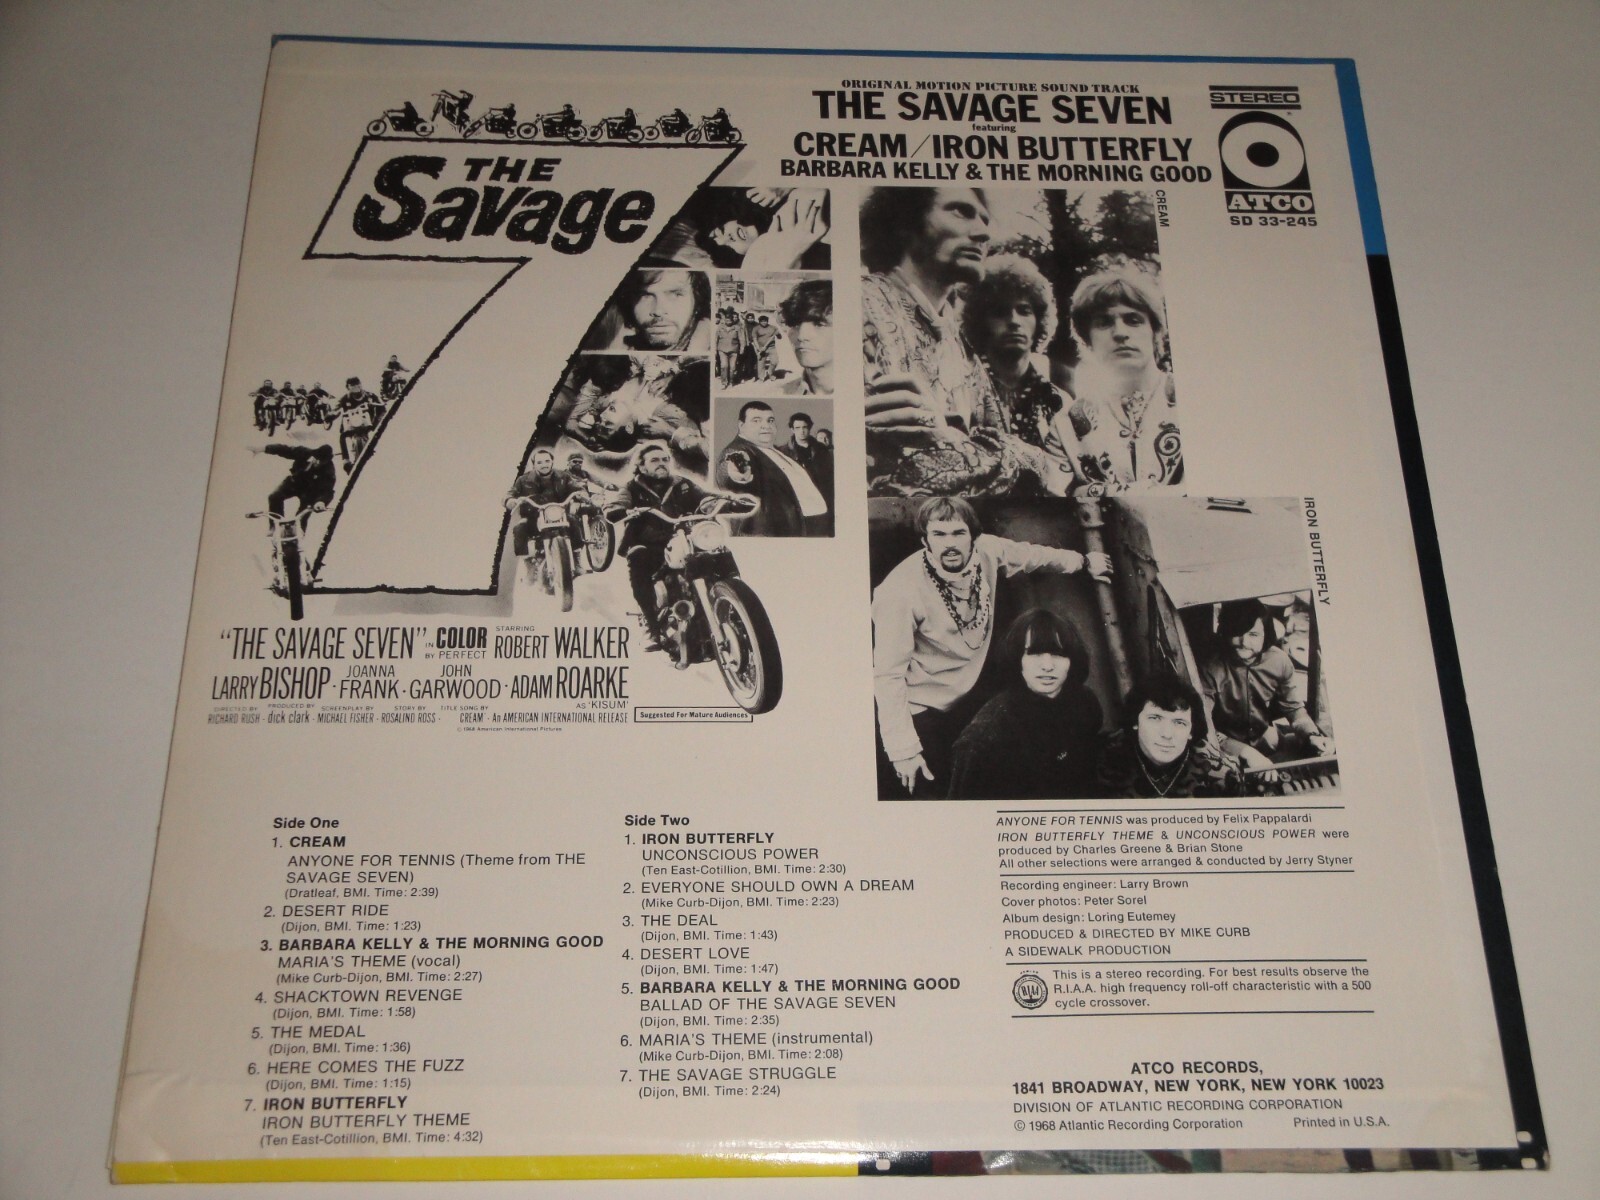 ORIGINAL MOTION PICTURE SOUND TRACK
THE SAVAGE SEVEN
featuring
CREAM/IRON BUTTERFLY
BARBARA KELLY & THE MORNING GOOD
STEREO
ATCO
SD 33-245
THE
Savage
7
CREAM
IRON BUTTERFLY
"THE SAVAGE SEVEN" IN COLOR BY PERFECT STARRING ROBERT WALKER
LARRY BISHOP · JOANNA FRANK · JOHN GARWOOD · ADAM ROARKE
AS 'KISUM'
DIRECTED BY RICHARD RUSH · PRODUCED BY dick clark · SCREENPLAY BY MICHAEL FISHER · STORY BY ROSALIND ROSS · TITLE SONG BY CREAM · An AMERICAN INTERNATIONAL RELEASE
Suggested For Mature Audiences
© 1968 American International Pictures
Side One
1. CREAM
ANYONE FOR TENNIS (Theme from THE
SAVAGE SEVEN)
(Dratleaf, BMI. Time: 2:39)
2. DESERT RIDE
(Dijon, BMI. Time: 1:23)
3. BARBARA KELLY & THE MORNING GOOD
MARIA'S THEME (vocal)
(Mike Curb-Dijon, BMI. Time: 2:27)
4. SHACKTOWN REVENGE
(Dijon, BMI. Time: 1:58)
5. THE MEDAL
(Dijon, BMI. Time: 1:36)
6. HERE COMES THE FUZZ
(Dijon, BMI. Time: 1:15)
7. IRON BUTTERFLY
IRON BUTTERFLY THEME
(Ten East-Cotillion, BMI. Time: 4:32)
Side Two
1. IRON BUTTERFLY
UNCONSCIOUS POWER
(Ten East-Cotillion, BMI. Time: 2:30)
2. EVERYONE SHOULD OWN A DREAM
(Mike Curb-Dijon, BMI. Time: 2:23)
3. THE DEAL
(Dijon, BMI. Time: 1:43)
4. DESERT LOVE
(Dijon, BMI. Time: 1:47)
5. BARBARA KELLY & THE MORNING GOOD
BALLAD OF THE SAVAGE SEVEN
(Dijon, BMI. Time: 2:35)
6. MARIA'S THEME (instrumental)
(Mike Curb-Dijon, BMI. Time: 2:08)
7. THE SAVAGE STRUGGLE
(Dijon, BMI. Time: 2:24)
ANYONE FOR TENNIS was produced by Felix Pappalardi
IRON BUTTERFLY THEME & UNCONSCIOUS POWER were
produced by Charles Greene & Brian Stone
All other selections were arranged & conducted by Jerry Styner
Recording engineer: Larry Brown
Cover photos: Peter Sorel
Album design: Loring Eutemey
PRODUCED & DIRECTED BY MIKE CURB
A SIDEWALK PRODUCTION
RIAA
This is a stereo recording. For best results observe the
R.I.A.A. high frequency roll-off characteristic with a 500
cycle crossover.
ATCO RECORDS,
1841 BROADWAY, NEW YORK, NEW YORK 10023
DIVISION OF ATLANTIC RECORDING CORPORATION
© 1968 Atlantic Recording Corporation Printed in U.S.A.